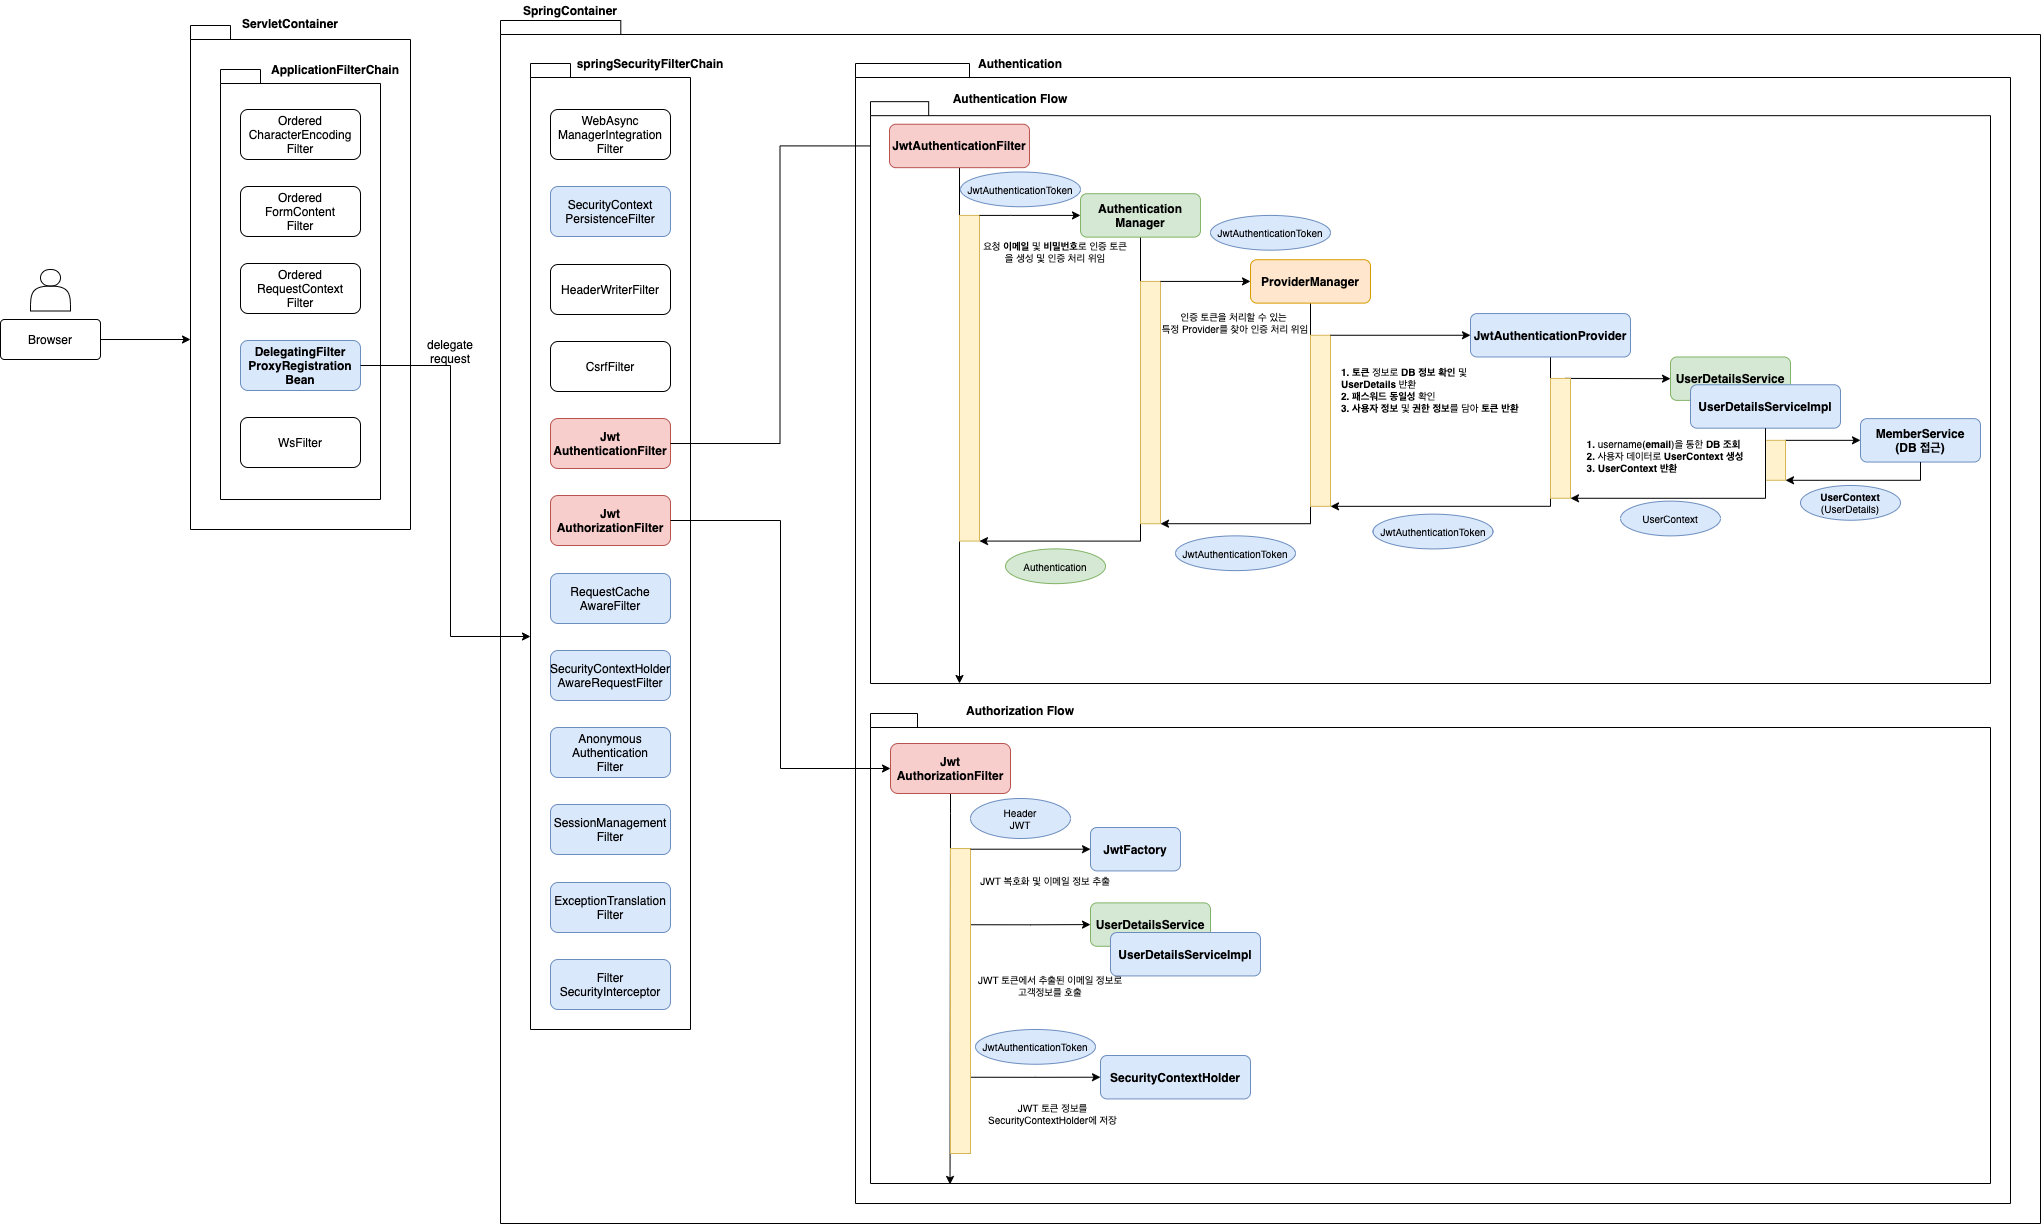 SpringContainer
ServletContainer
ApplicationFilterChain
Ordered
CharacterEncoding
Filter
Ordered
FormContent
Filter
Ordered
RequestContext
Filter
DelegatingFilter
ProxyRegistration
Bean
WsFilter
Browser
delegate
request
springSecurityFilterChain
WebAsync
ManagerIntegration
Filter
SecurityContext
PersistenceFilter
HeaderWriterFilter
CsrfFilter
Jwt
AuthenticationFilter
Jwt
AuthorizationFilter
RequestCache
AwareFilter
SecurityContextHolder
AwareRequestFilter
Anonymous
Authentication
Filter
SessionManagement
Filter
ExceptionTranslation
Filter
Filter
SecurityInterceptor
Authentication
Authentication Flow
JwtAuthenticationFilter
JwtAuthenticationToken
Authentication
Manager
요청 이메일 및 비밀번호로 인증 토큰
을 생성 및 인증 처리 위임
JwtAuthenticationToken
ProviderManager
인증 토큰을 처리할 수 있는
특정 Provider를 찾아 인증 처리 위임
JwtAuthenticationProvider
1. 토큰 정보로 DB 정보 확인 및
UserDetails 반환
2. 패스워드 동일성 확인
3. 사용자 정보 및 권한 정보를 담아 토큰 반환
UserDetailsService
UserDetailsServiceImpl
1. username(email)을 통한 DB 조회
2. 사용자 데이터로 UserContext 생성
3. UserContext 반환
MemberService
(DB 접근)
UserContext
(UserDetails)
UserContext
JwtAuthenticationToken
JwtAuthenticationToken
Authentication
Authorization Flow
Jwt
AuthorizationFilter
Header
JWT
JwtFactory
JWT 복호화 및 이메일 정보 추출
UserDetailsService
UserDetailsServiceImpl
JWT 토큰에서 추출된 이메일 정보로
고객정보를 호출
JwtAuthenticationToken
SecurityContextHolder
JWT 토큰 정보를
SecurityContextHolder에 저장